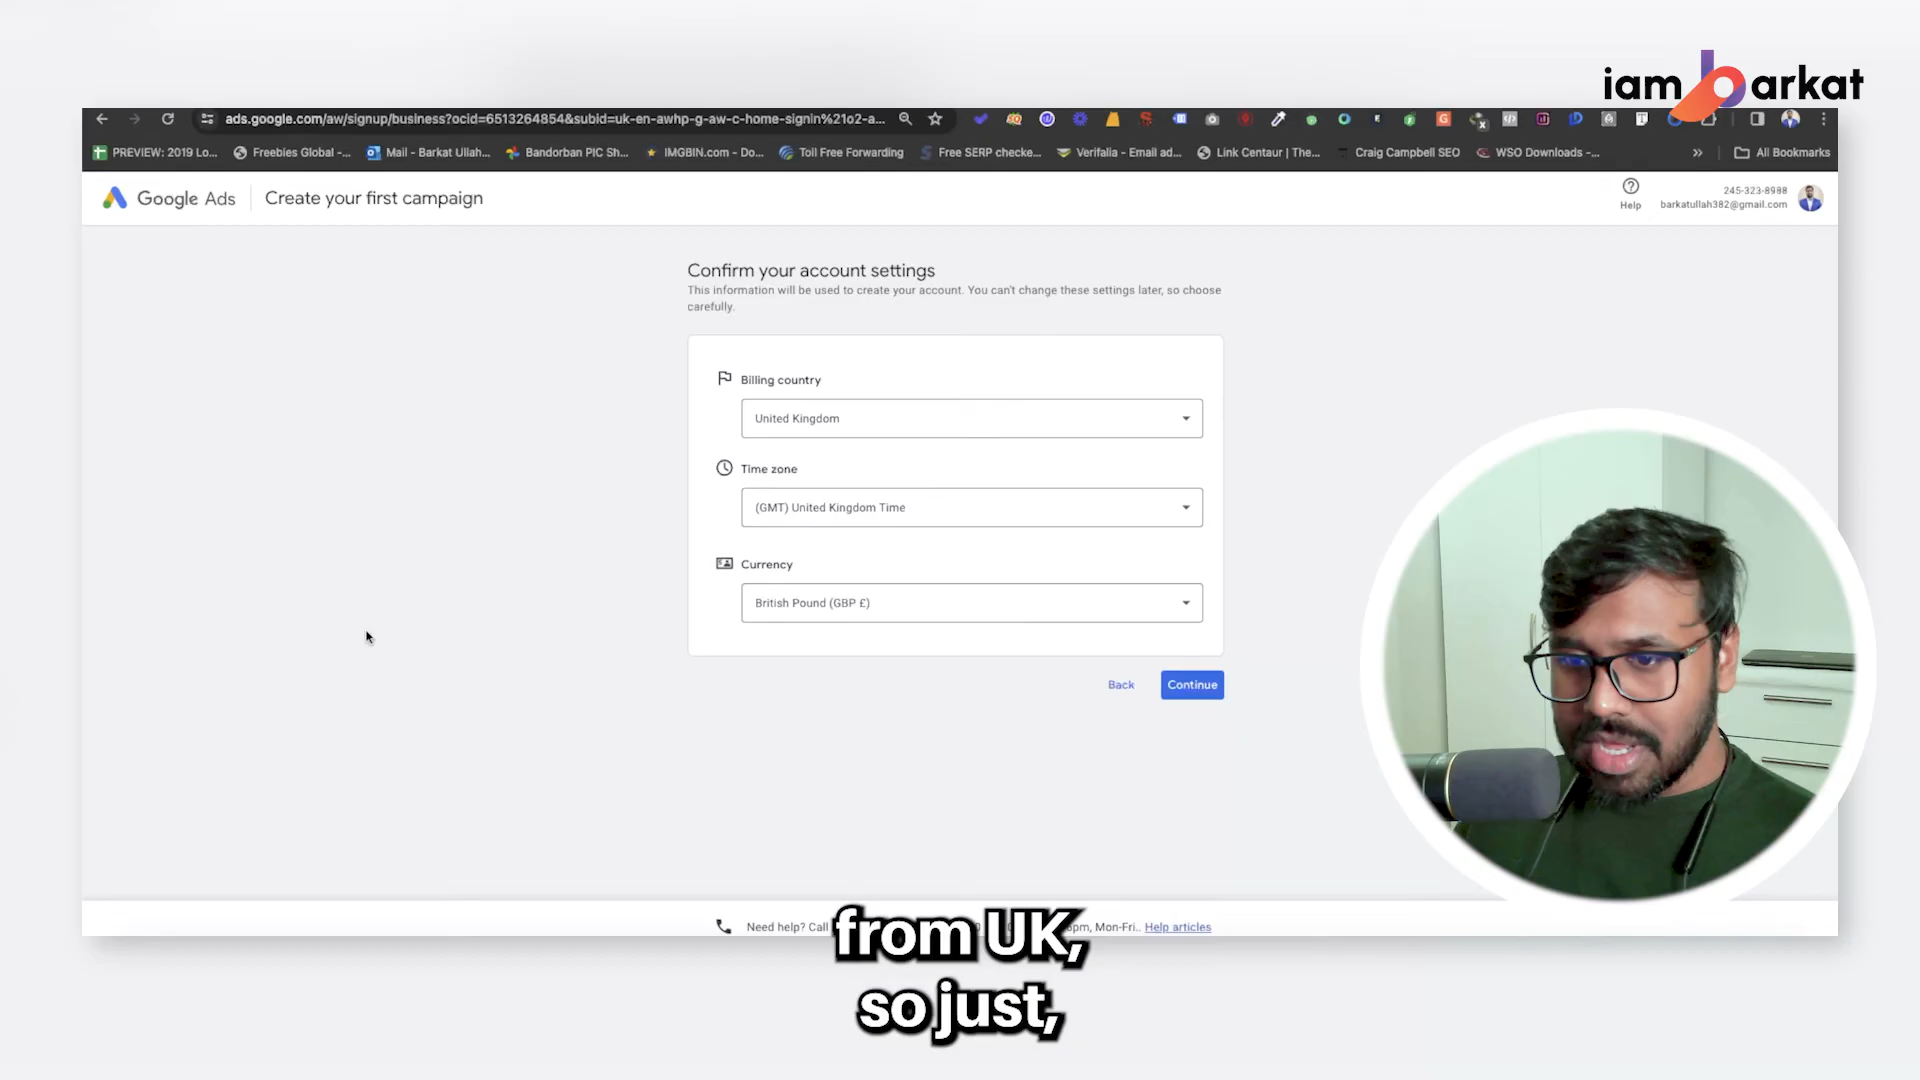 iam barkat
ads.google.com/aw/signup/business?ocid=6513264854&subid=uk-en-awhp-g-aw-c-home-signin%21o2-a...
PREVIEW: 2019 Lo... Freebies Global -... Mail - Barkat Ullah... Bandorban PIC Sh... IMGBIN.com - Do... Toll Free Forwarding Free SERP checke... Verifalia - Email ad... Link Centaur | The... Craig Campbell SEO WSO Downloads -... » All Bookmarks
Google Ads Create your first campaign
Help
245-323-8988
barkatullah382@gmail.com
Confirm your account settings
This information will be used to create your account. You can't change these settings later, so choose
carefully.
Billing country
United Kingdom
Time zone
(GMT) United Kingdom Time
Currency
British Pound (GBP £)
Back Continue
Need help? Call pm, Mon-Fri.. Help articles
from UK,
so just,